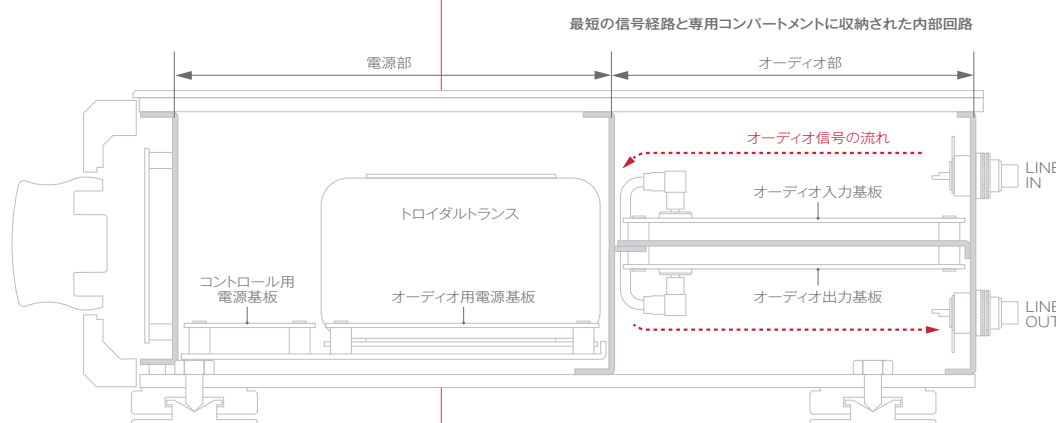 最短の信号経路と専用コンパートメントに収納された内部回路
電源部
オーディオ部
オーディオ信号の流れ
LINE
IN
オーディオ入力基板
トロイダルトランス
コントロール用
電源基板
オーディオ用電源基板
オーディオ出力基板
LINE
OUT